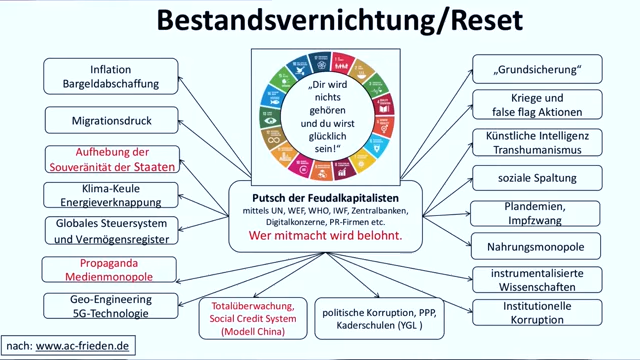 Bestandsvernichtung/Reset
Inflation
Bargeldabschaffung
Migrationsdruck
Aufhebung der
Souveränität der Staaten
Klima-Keule
Energieverknappung
Globales Steuersystem
und Vermögensregister
Propaganda
Medienmonopole
Geo-Engineering
5G-Technologie
„Dir wird
nichts
gehören
und du wirst
glücklich
sein!“
Putsch der Feudalkapitalisten
mittels UN, WEF, WHO, IWF, Zentralbanken,
Digitalkonzerne, PR-Firmen etc.
Wer mitmacht wird belohnt.
Totalüberwachung,
Social Credit System
(Modell China)
politische Korruption, PPP,
Kaderschulen (YGL )
„Grundsicherung“
Kriege und
false flag Aktionen
Künstliche Intelligenz
Transhumanismus
soziale Spaltung
Plandemien,
Impfzwang
Nahrungsmonopole
instrumentalisierte
Wissenschaften
Institutionelle
Korruption
nach: www.ac-frieden.de